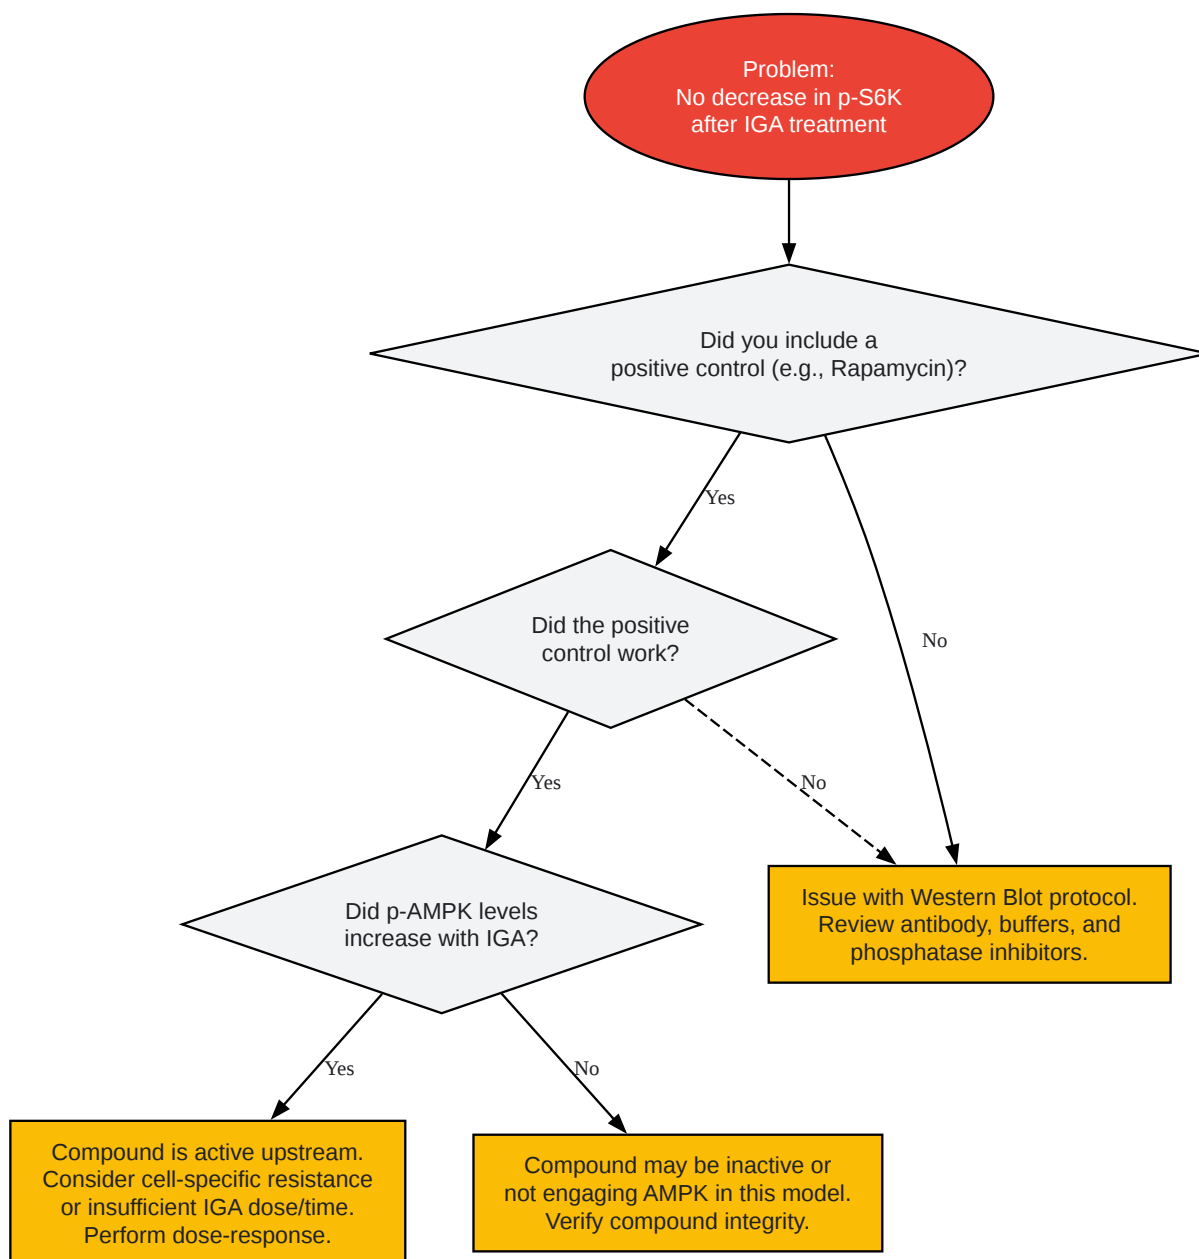 Problem:
No decrease in p-S6K
after IGA treatment
Did you include a
positive control (e.g., Rapamycin)?
Yes
No
Did the positive
control work?
Yes
No
Did p-AMPK levels
increase with IGA?
Issue with Western Blot protocol.
Review antibody, buffers, and
phosphatase inhibitors.
Yes
No
Compound is active upstream.
Consider cell-specific resistance
or insufficient IGA dose/time.
Perform dose-response.
Compound may be inactive or
not engaging AMPK in this model.
Verify compound integrity.